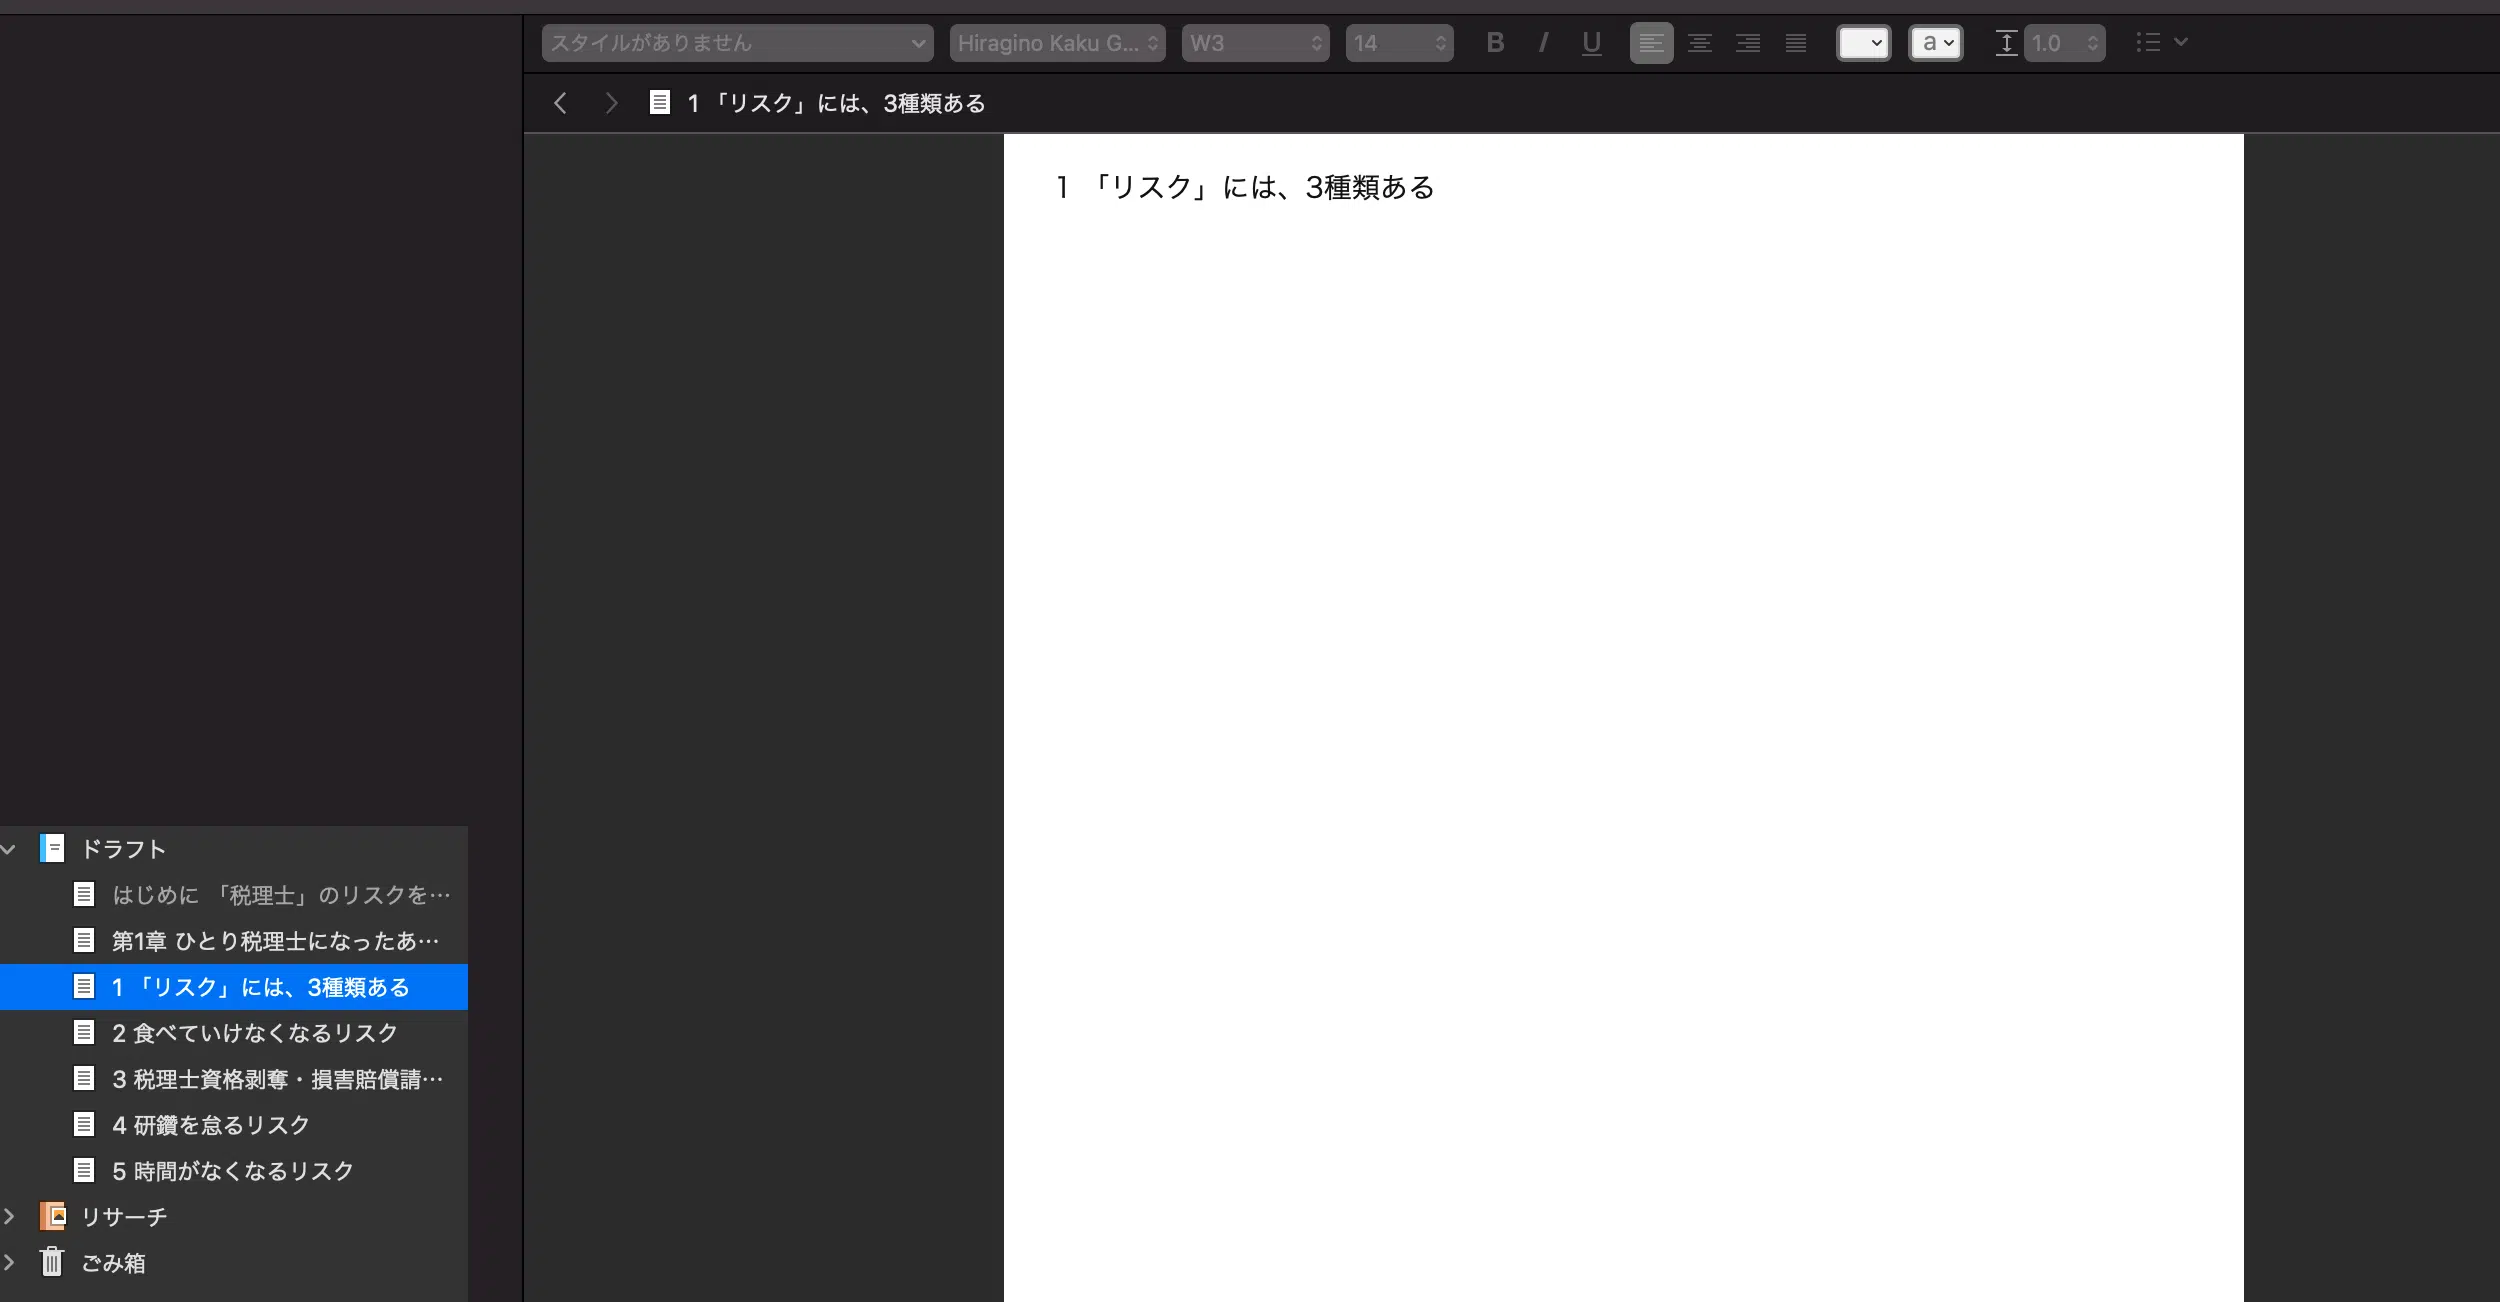 スタイルがありません Hiragino Kaku G... W3 14 B I U a 1.0
1 「リスク」には、3種類ある
1 「リスク」には、3種類ある
ドラフト
はじめに 「税理士」のリスクを…
第1章 ひとり税理士になったあ…
1 「リスク」には、3種類ある
2 食べていけなくなるリスク
3 税理士資格剥奪・損害賠償請…
4 研鑽を怠るリスク
5 時間がなくなるリスク
リサーチ
ごみ箱